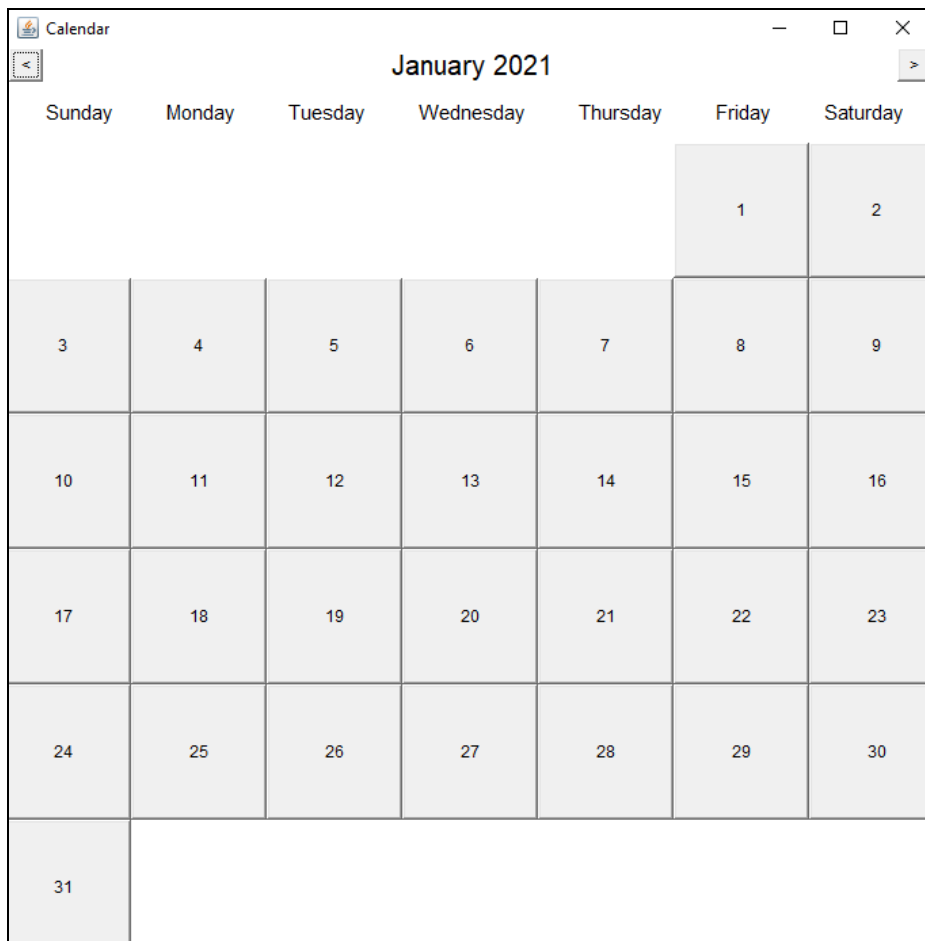 Calendar
< January 2021 >
Sunday Monday Tuesday Wednesday Thursday Friday Saturday
1 2
3 4 5 6 7 8 9
10 11 12 13 14 15 16
17 18 19 20 21 22 23
24 25 26 27 28 29 30
31